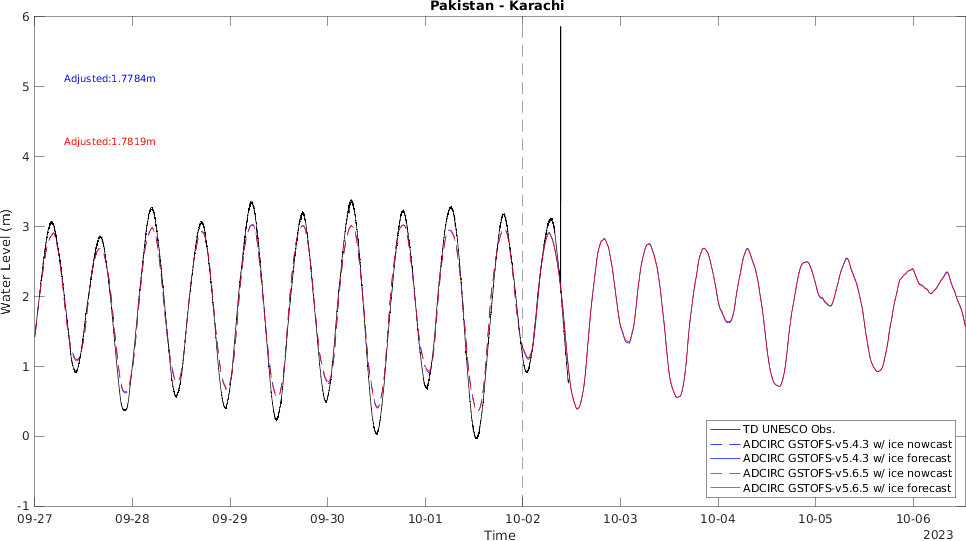 Pakistan - Karachi
6
5
4
3
2
1
0
-1
Water Level (m)
Adjusted:1.7784m
Adjusted:1.7819m
TD UNESCO Obs.
ADCIRC GSTOFS-v5.4.3 w/ ice nowcast
ADCIRC GSTOFS-v5.4.3 w/ ice forecast
ADCIRC GSTOFS-v5.6.5 w/ ice nowcast
ADCIRC GSTOFS-v5.6.5 w/ ice forecast
09-27 09-28 09-29 09-30 10-01 10-02 10-03 10-04 10-05 10-06
Time
2023